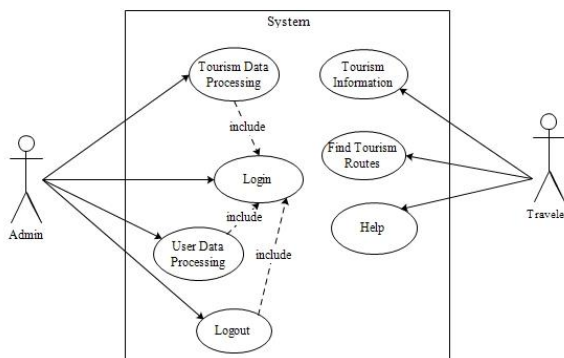 System
Tourism Data
Processing
Tourism
Information
include
Find Tourism
Routes
Login
include
Admin
Travele
Help
User Data
Processing
include
Logout